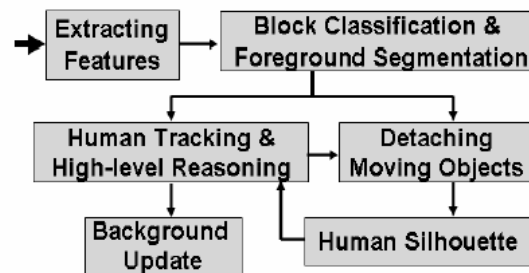 Extracting
Features
Block Classification &
Foreground Segmentation
Human Tracking &
High-level Reasoning
Detaching
Moving Objects
Background
Update
Human Silhouette